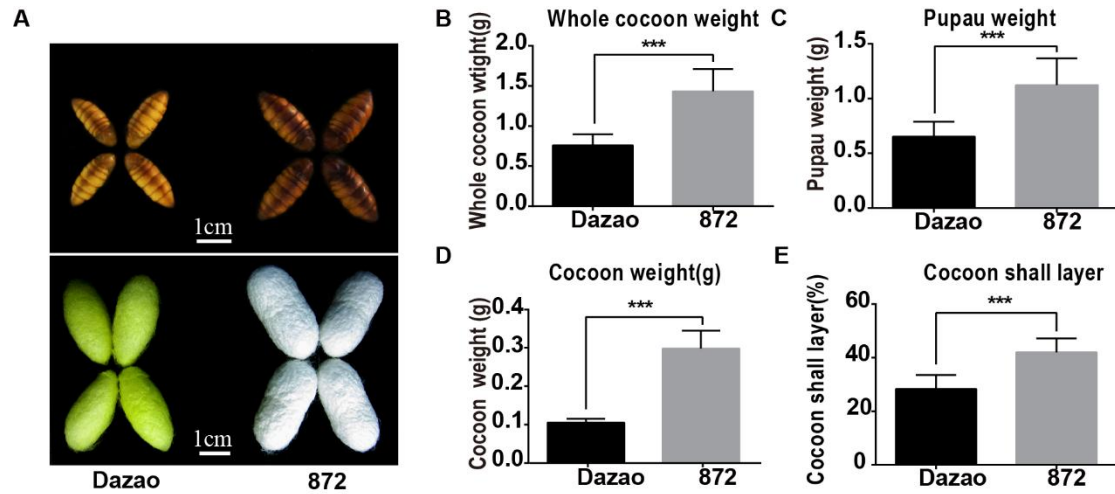 A
1cm
1cm
Dazao 872
B
Whole cocoon weight
Whole cocoon wtight(g)
2.0
1.5
1.0
0.5
0.0
***
Dazao 872
C
Pupau weight
Pupau weight (g)
1.5
1.0
0.5
0.0
***
Dazao 872
D
Cocoon weight(g)
Cocoon weight (g)
0.4
0.3
0.2
0.1
0.0
***
Dazao 872
E
Cocoon shall layer
Cocoon shall layer(%)
60
40
20
0
***
Dazao 872